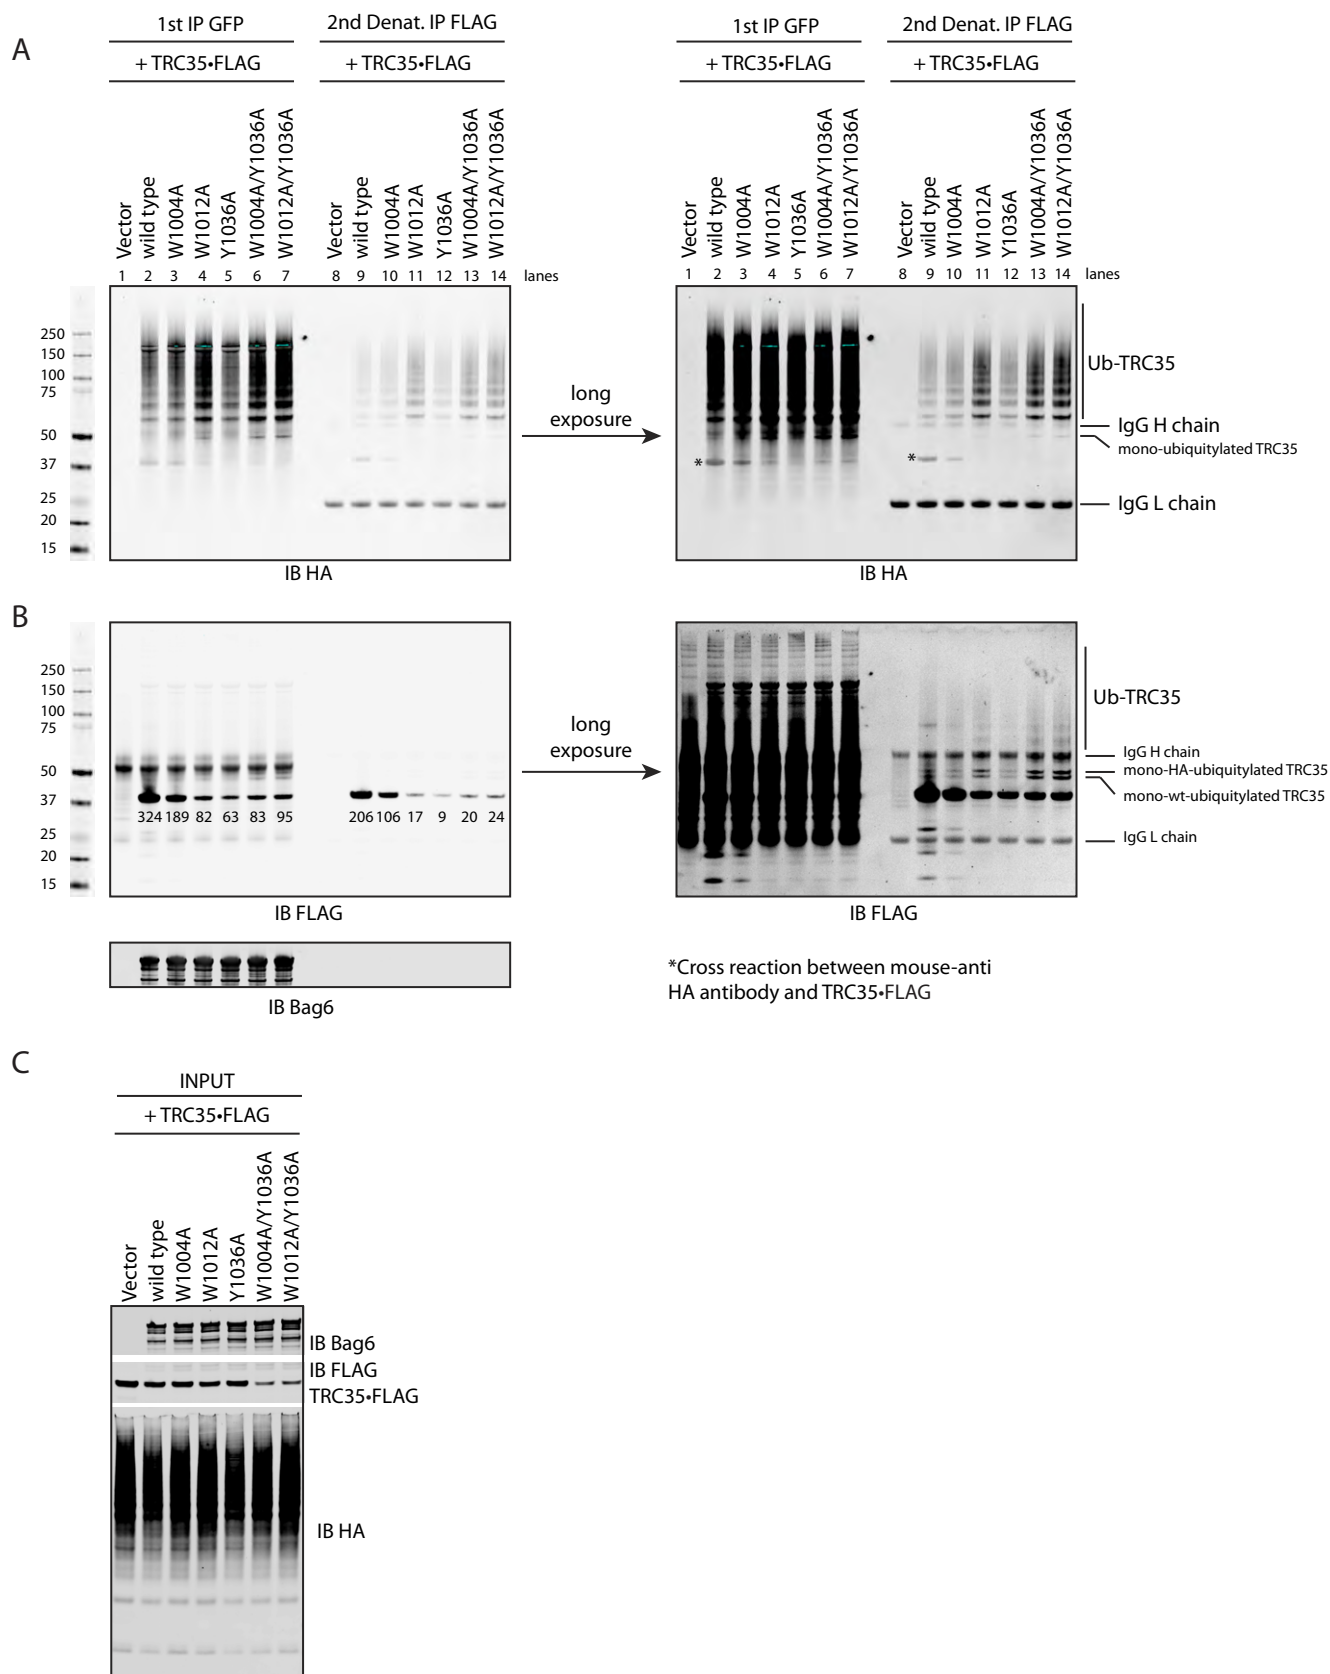 A
1st IP GFP
2nd Denat. IP FLAG
+ TRC35•FLAG
+ TRC35•FLAG
Vector
wild type
W1004A
W1012A
Y1036A
W1004A/Y1036A
W1012A/Y1036A
Vector
wild type
W1004A
W1012A
Y1036A
W1004A/Y1036A
W1012A/Y1036A
1 2 3 4 5 6 7 8 9 10 11 12 13 14 lanes
250
150
100
75
50
37
25
20
15
IB HA
long
exposure
1st IP GFP
2nd Denat. IP FLAG
+ TRC35•FLAG
+ TRC35•FLAG
Vector
wild type
W1004A
W1012A
Y1036A
W1004A/Y1036A
W1012A/Y1036A
Vector
wild type
W1004A
W1012A
Y1036A
W1004A/Y1036A
W1012A/Y1036A
1 2 3 4 5 6 7 8 9 10 11 12 13 14 lanes
*
*
Ub-TRC35
IgG H chain
mono-ubiquitylated TRC35
IgG L chain
IB HA
B
250
150
100
75
50
37
25
20
15
324 189 82 63 83 95 206 106 17 9 20 24
IB FLAG
long
exposure
Ub-TRC35
IgG H chain
mono-HA-ubiquitylated TRC35
mono-wt-ubiquitylated TRC35
IgG L chain
IB FLAG
IB Bag6
*Cross reaction between mouse-anti
HA antibody and TRC35•FLAG
C
INPUT
+ TRC35•FLAG
Vector
wild type
W1004A
W1012A
Y1036A
W1004A/Y1036A
W1012A/Y1036A
IB Bag6
IB FLAG
TRC35•FLAG
IB HA